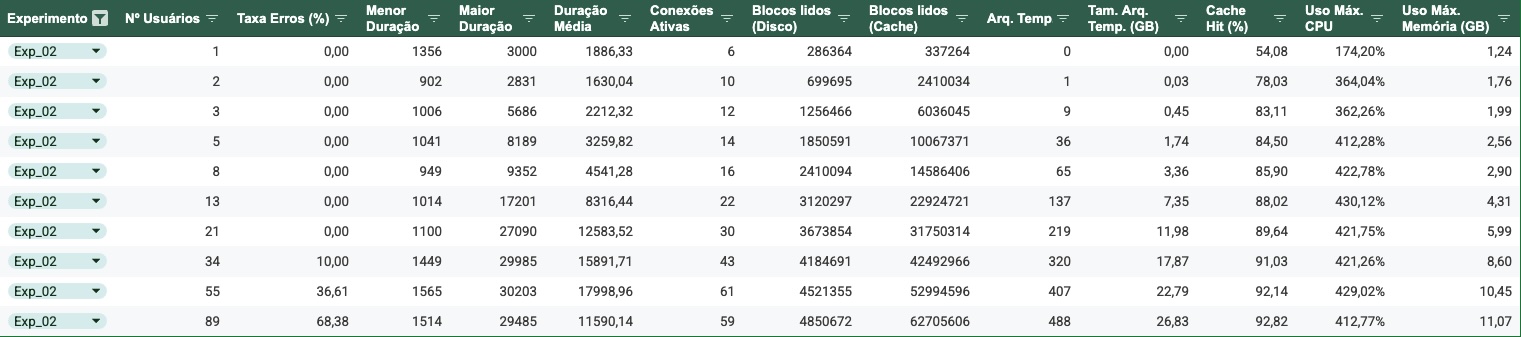 Experimento Nº Usuários Taxa Erros (%) Menor Duração Maior Duração Duração Média Conexões Ativas Blocos lidos (Disco) Blocos lidos (Cache) Arq. Temp Tam. Arq. Temp. (GB) Cache Hit (%) Uso Máx. CPU Uso Máx. Memória (GB)
Exp_02 1 0,00 1356 3000 1886,33 6 286364 337264 0 0,00 54,08 174,20% 1,24
Exp_02 2 0,00 902 2831 1630,04 10 699695 2410034 1 0,03 78,03 364,04% 1,76
Exp_02 3 0,00 1006 5686 2212,32 12 1256466 6036045 9 0,45 83,11 362,26% 1,99
Exp_02 5 0,00 1041 8189 3259,82 14 1850591 10067371 36 1,74 84,50 412,28% 2,56
Exp_02 8 0,00 949 9352 4541,28 16 2410094 14586406 65 3,36 85,90 422,78% 2,90
Exp_02 13 0,00 1014 17201 8316,44 22 3120297 22924721 137 7,35 88,02 430,12% 4,31
Exp_02 21 0,00 1100 27090 12583,52 30 3673854 31750314 219 11,98 89,64 421,75% 5,99
Exp_02 34 10,00 1449 29985 15891,71 43 4184691 42492966 320 17,87 91,03 421,26% 8,60
Exp_02 55 36,61 1565 30203 17998,96 61 4521355 52994596 407 22,79 92,14 429,02% 10,45
Exp_02 89 68,38 1514 29485 11590,14 59 4850672 62705606 488 26,83 92,82 412,77% 11,07